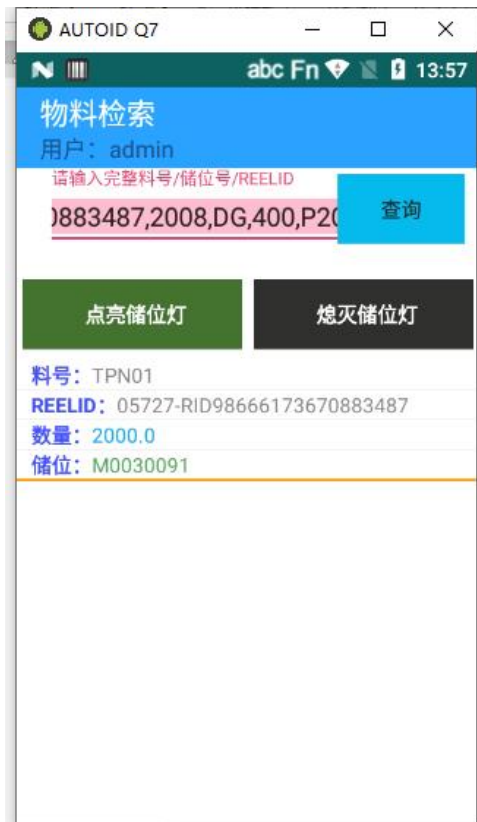 AUTOID Q7
abc Fn 13:57
物料检索
用户：admin
请输入完整料号/储位号/REELID
0883487,2008,DG,400,P20
查询
点亮储位灯 熄灭储位灯
料号：TPN01
REELID：05727-RID98666173670883487
数量：2000.0
储位：M0030091